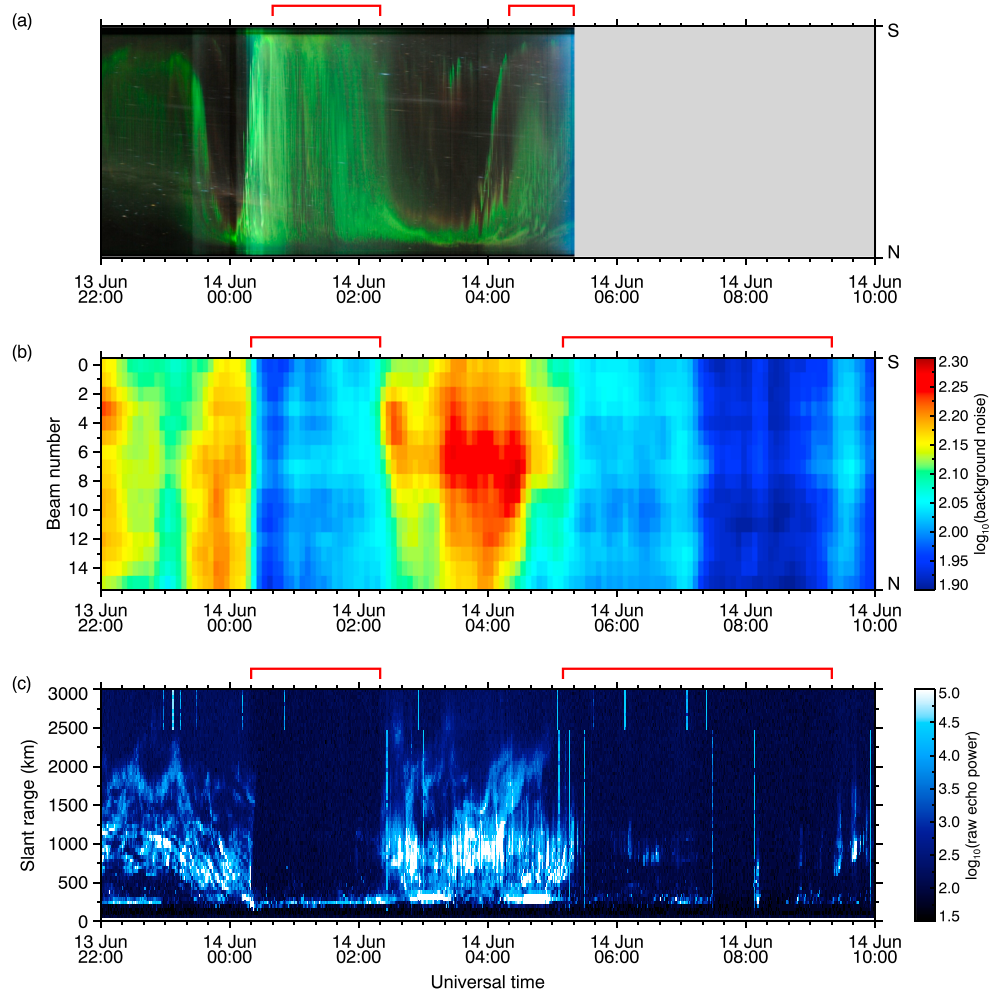 (a)
S
N
13 Jun 14 Jun 14 Jun 14 Jun 14 Jun 14 Jun 14 Jun
22:00 00:00 02:00 04:00 06:00 08:00 10:00
(b)
S
N
0
2
4
6
8
10
12
14
Beam number
2.30
2.25
2.20
2.15
2.10
2.05
2.00
1.95
1.90
log10(background noise)
13 Jun 14 Jun 14 Jun 14 Jun 14 Jun 14 Jun 14 Jun
22:00 00:00 02:00 04:00 06:00 08:00 10:00
(c)
3000
2500
2000
1500
1000
500
0
Slant range (km)
5.0
4.5
4.0
3.5
3.0
2.5
2.0
1.5
log10(raw echo power)
13 Jun 14 Jun 14 Jun 14 Jun 14 Jun 14 Jun 14 Jun
22:00 00:00 02:00 04:00 06:00 08:00 10:00
Universal time